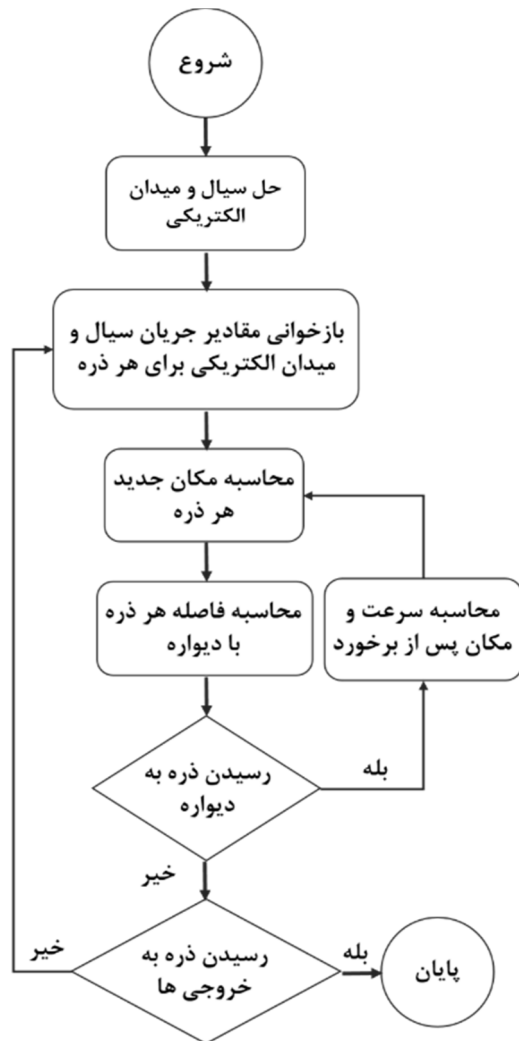 شروع
حل سیال و میدان
الکتریکی
بازخوانی مقادیر جریان سیال و
میدان الکتریکی برای هر ذره
محاسبه مکان جدید
هر ذره
محاسبه فاصله هر ذره
با دیواره
محاسبه سرعت و
مکان پس از برخورد
رسیدن ذره به
دیواره
بله
خیر
رسیدن ذره به
خروجی ها
خیر
بله
پایان